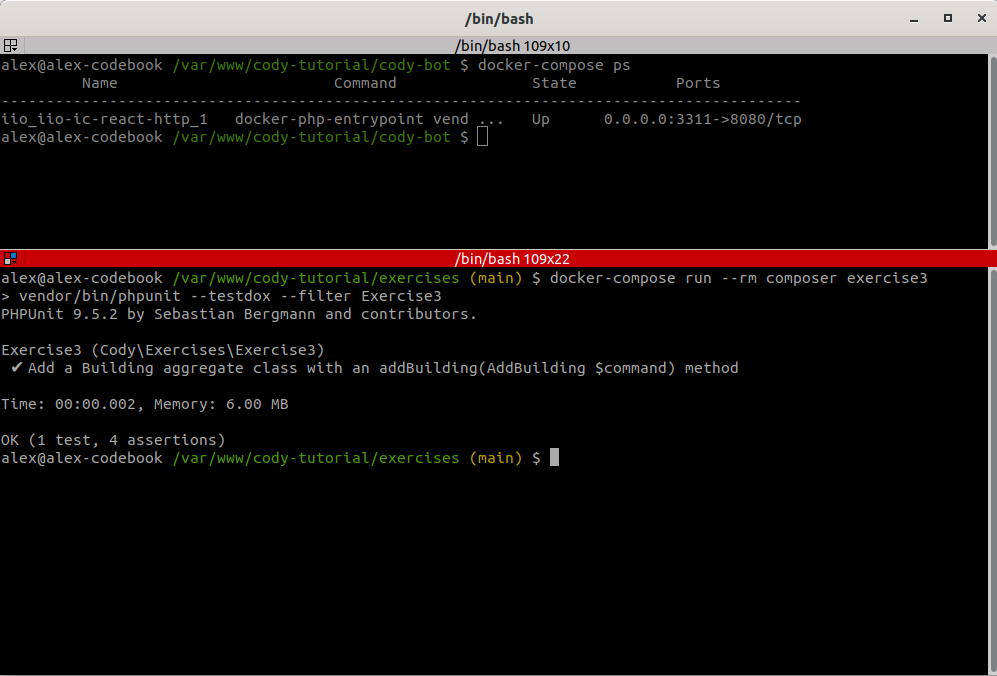 /bin/bash
/bin/bash 109x10
alex@alex-codebook /var/www/cody-tutorial/cody-bot $ docker-compose ps
Name Command State Ports
-----------------------------------------------------------------------------------------
iio_iio-ic-react-http_1 docker-php-entrypoint vend ... Up 0.0.0.0:3311->8080/tcp
alex@alex-codebook /var/www/cody-tutorial/cody-bot $
/bin/bash 109x22
alex@alex-codebook /var/www/cody-tutorial/exercises (main) $ docker-compose run --rm composer exercise3
> vendor/bin/phpunit --testdox --filter Exercise3
PHPUnit 9.5.2 by Sebastian Bergmann and contributors.
Exercise3 (Cody\Exercises\Exercise3)
✔ Add a Building aggregate class with an addBuilding(AddBuilding $command) method
Time: 00:00.002, Memory: 6.00 MB
OK (1 test, 4 assertions)
alex@alex-codebook /var/www/cody-tutorial/exercises (main) $